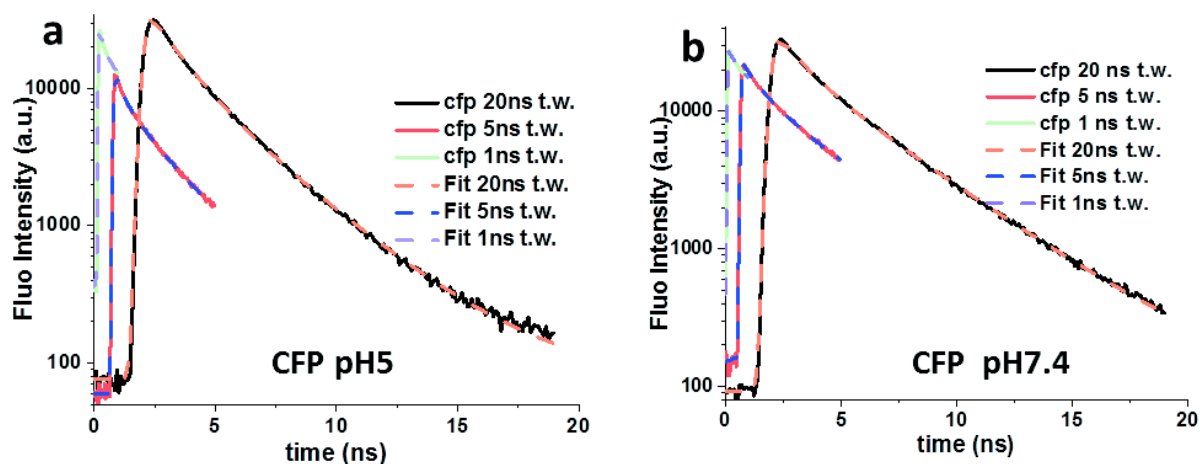 a
Fluo Intensity (a.u.)
10000
1000
100
cfp 20ns t.w.
cfp 5ns t.w.
cfp 1ns t.w.
Fit 20ns t.w.
Fit 5ns t.w.
Fit 1ns t.w.
CFP pH5
0 5 10 15 20
time (ns)
b
Fluo Intensity (a.u.)
10000
1000
100
cfp 20 ns t.w.
cfp 5 ns t.w.
cfp 1 ns t.w.
Fit 20ns t.w.
Fit 5ns t.w.
Fit 1ns t.w.
CFP pH7.4
0 5 10 15 20
time (ns)